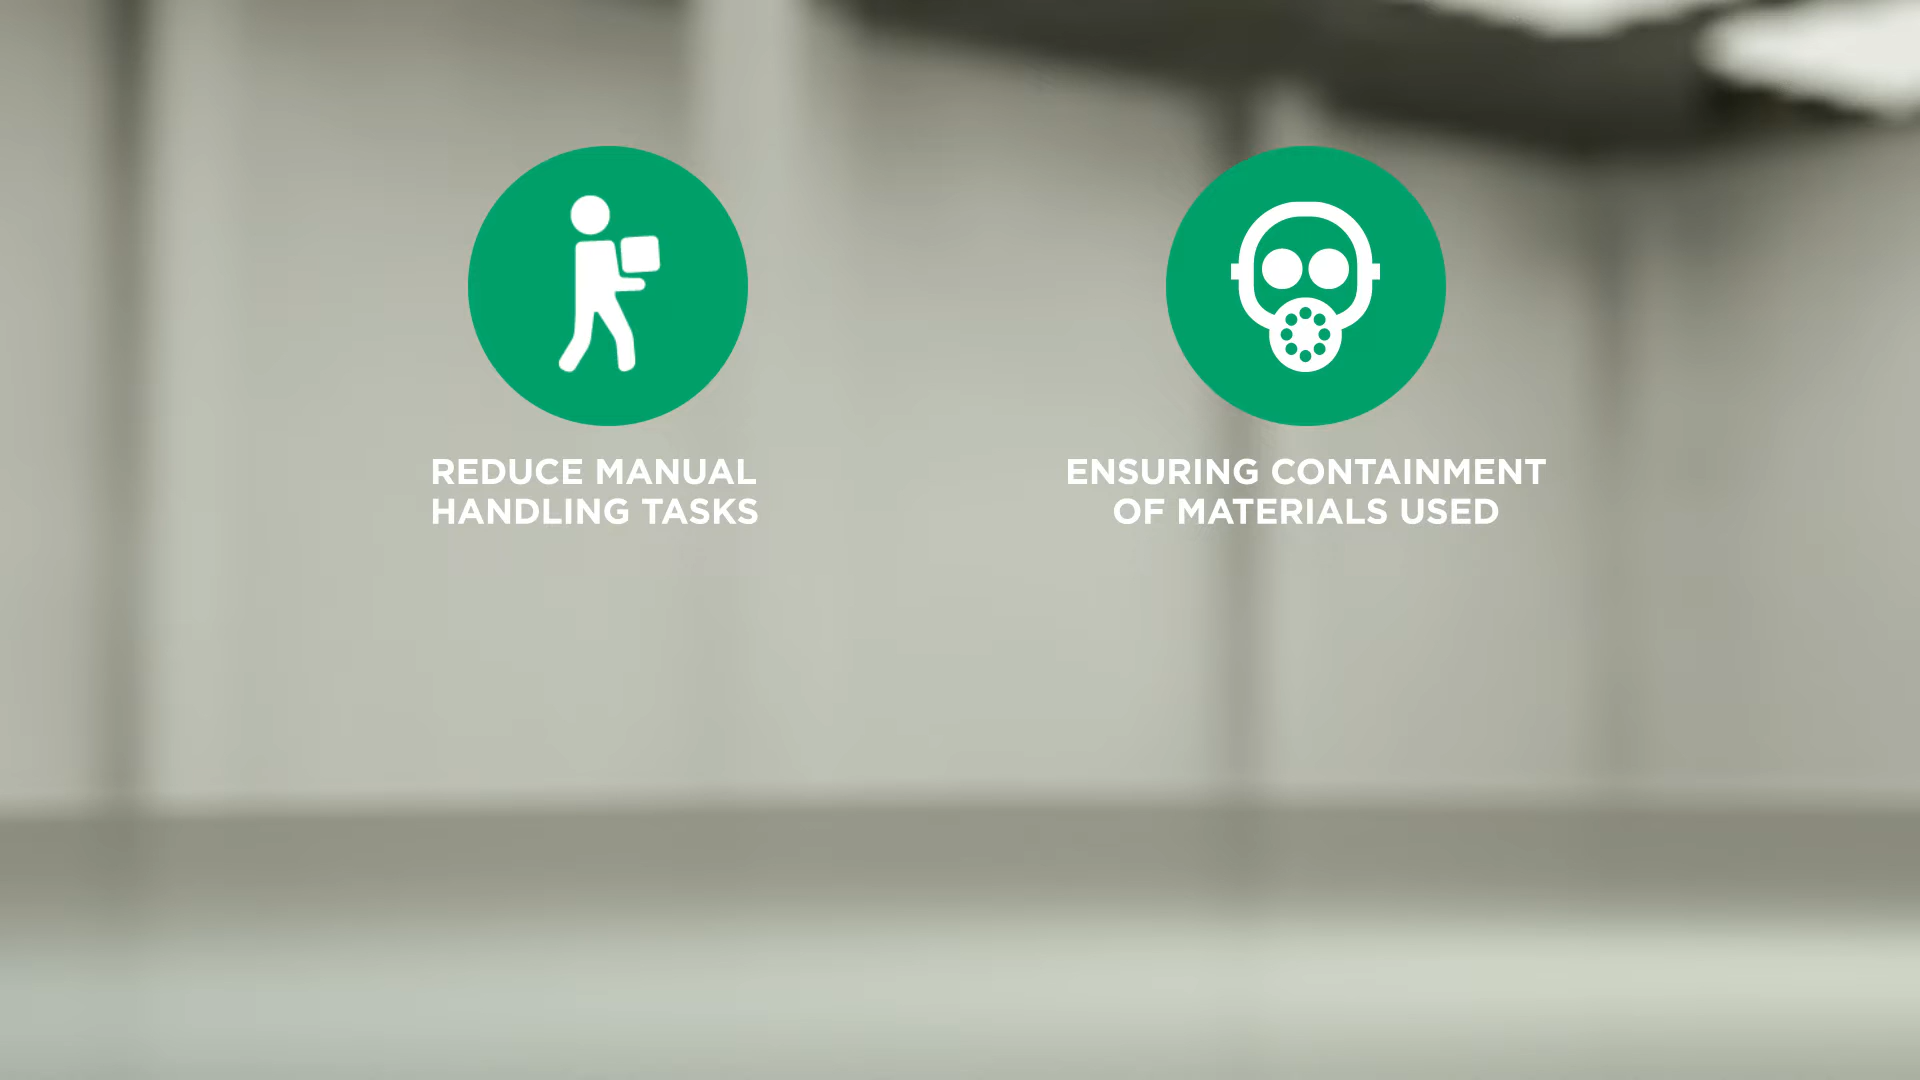 REDUCE MANUAL
HANDLING TASKS
ENSURING CONTAINMENT
OF MATERIALS USED